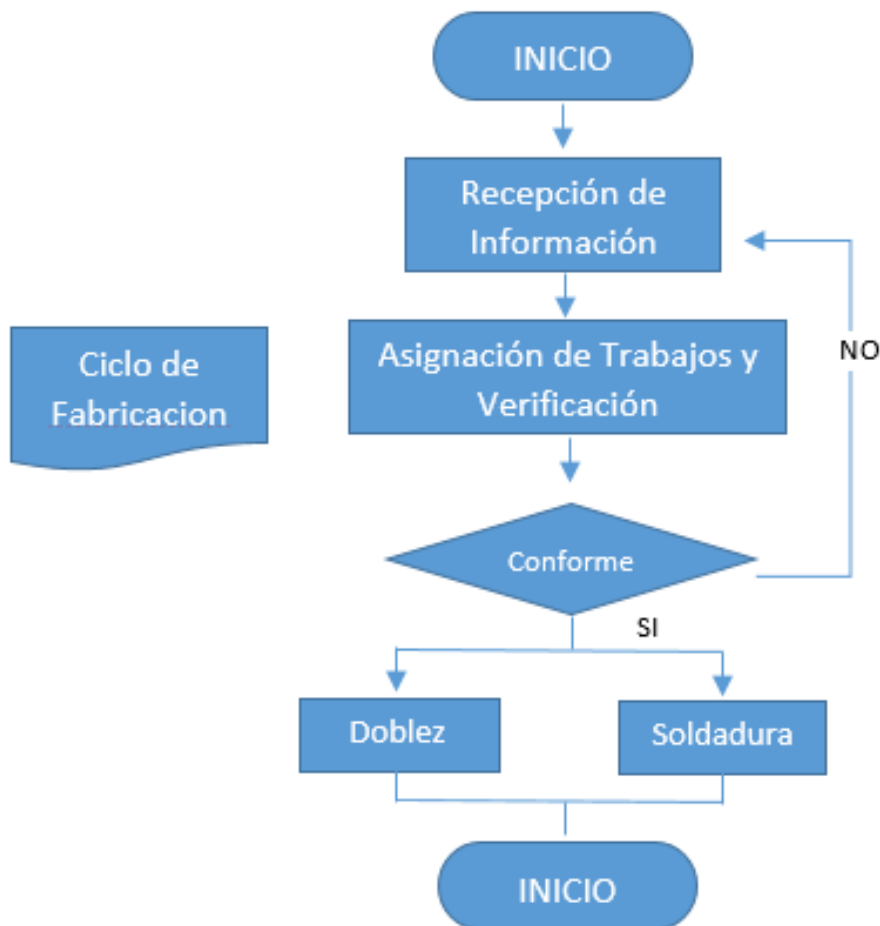 INICIO
Recepción de
Información
Ciclo de
Fabricacion
Asignación de Trabajos y
Verificación
NO
Conforme
SI
Doblez
Soldadura
INICIO